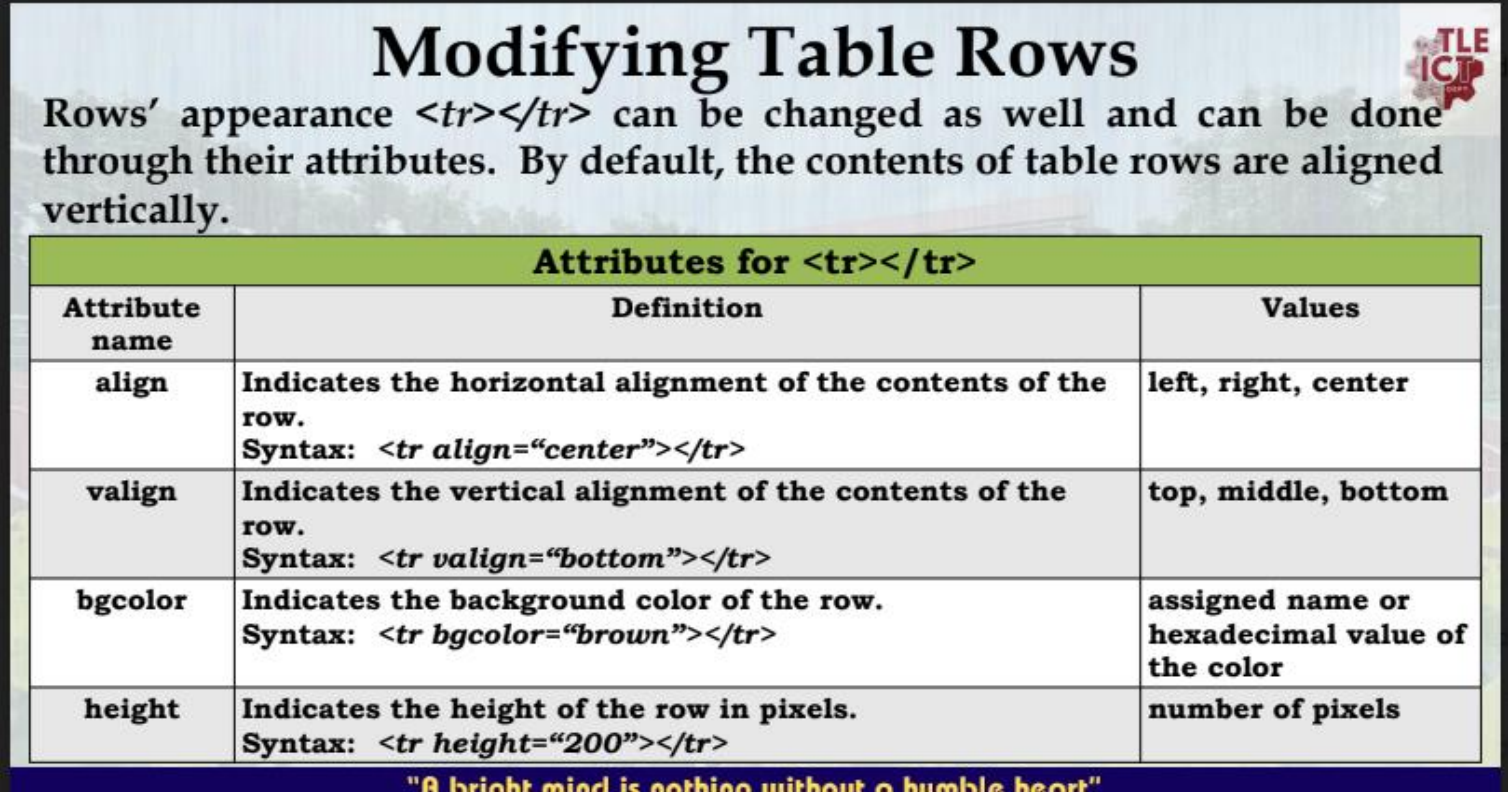 Modifying Table Rows
TLE
ICT
DEPT.
Rows’ appearance <tr></tr> can be changed as well and can be done
through their attributes. By default, the contents of table rows are aligned
vertically.
Attributes for <tr></tr>
Attribute
name
Definition
Values
align
Indicates the horizontal alignment of the contents of the
row.
Syntax: <tr align=“center”></tr>
left, right, center
valign
Indicates the vertical alignment of the contents of the
row.
Syntax: <tr valign=“bottom”></tr>
top, middle, bottom
bgcolor
Indicates the background color of the row.
Syntax: <tr bgcolor=“brown”></tr>
assigned name or
hexadecimal value of
the color
height
Indicates the height of the row in pixels.
Syntax: <tr height=“200”></tr>
number of pixels
"A bright mind is nothing without a humble heart"